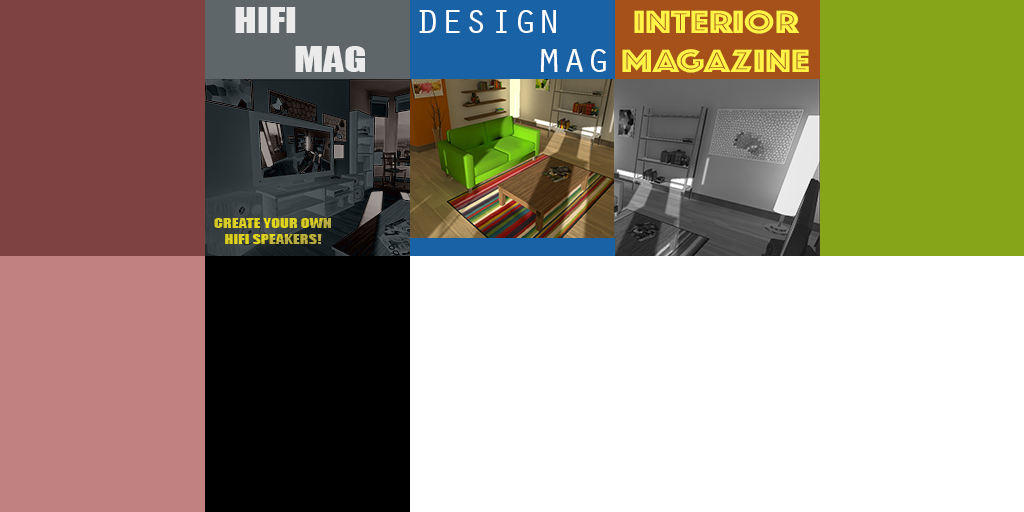 HIFI
MAG
CREATE YOUR OWN
HIFI SPEAKERS!
DESIGN
MAG
INTERIOR
MAGAZINE